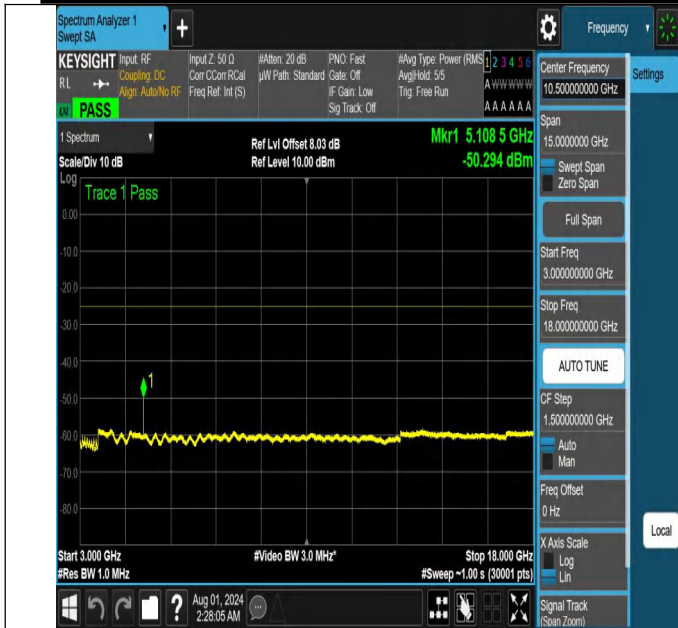 Spectrum Analyzer 1
Swept SA
+
Frequency
KEYSIGHT
RL
PASS
Input: RF
Coupling: DC
Align: Auto/No RF
Input Z: 50 Ω
Corr CCorr RCal
Freq Ref: Int (S)
#Atten: 20 dB
µW Path: Standard
PNO: Fast
Gate: Off
IF Gain: Low
Sig Track: Off
#Avg Type: Power (RMS
Avg|Hold: 5/5
Trig: Free Run
1 2 3 4 5 6
A W W W W W
A A A A A A
Center Frequency
10.500000000 GHz
Settings
1 Spectrum
Scale/Div 10 dB
Ref Lvl Offset 8.03 dB
Ref Level 10.00 dBm
Mkr1 5.108 5 GHz
-50.294 dBm
Log
Trace 1 Pass
0.00
-10.0
-20.0
-30.0
-40.0
-50.0
-60.0
-70.0
-80.0
1
Start 3.000 GHz
#Res BW 1.0 MHz
#Video BW 3.0 MHz*
Stop 18.000 GHz
#Sweep ~1.00 s (30001 pts)
Span
15.0000000 GHz
Swept Span
Zero Span
Full Span
Start Freq
3.000000000 GHz
Stop Freq
18.000000000 GHz
AUTO TUNE
CF Step
1.500000000 GHz
Auto
Man
Freq Offset
0 Hz
X Axis Scale
Log
Lin
Signal Track
(Span Zoom)
Local
?
Aug 01, 2024
2:28:05 AM